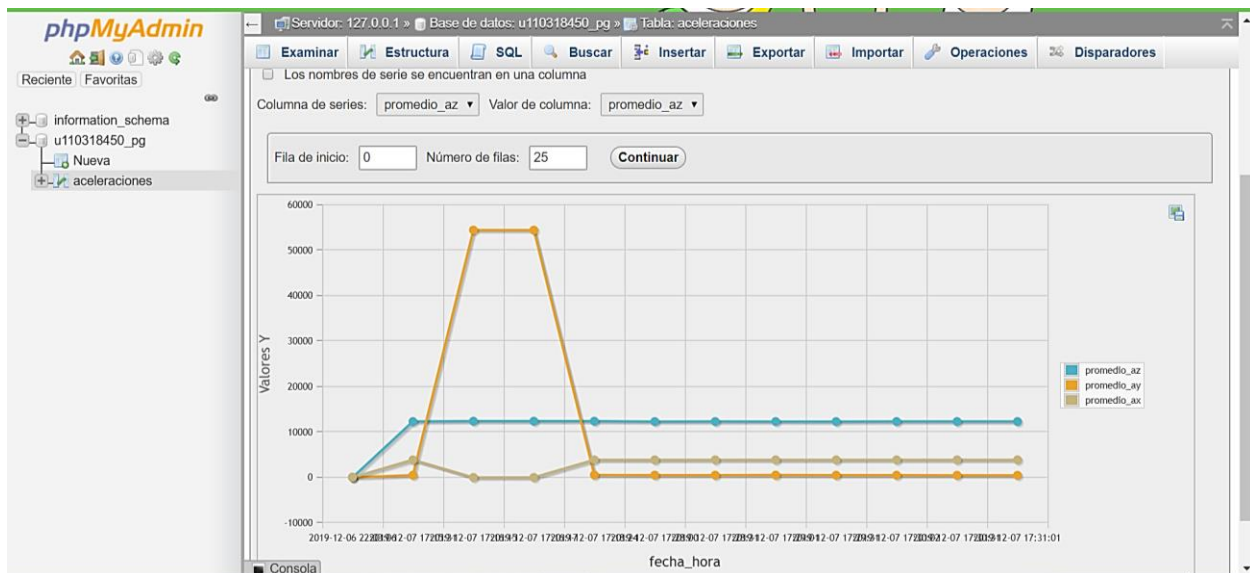 phpMyAdmin
Reciente Favoritas
information_schema
u110318450_pg
Nueva
aceleraciones
Servidor: 127.0.0.1 » Base de datos: u110318450_pg » Tabla: aceleraciones
Examinar Estructura SQL Buscar Insertar Exportar Importar Operaciones Disparadores
Los nombres de serie se encuentran en una columna
Columna de series: promedio_az Valor de columna: promedio_az
Fila de inicio: 0 Número de filas: 25 Continuar
60000
50000
40000
30000
20000
10000
0
-10000
Valores Y
promedio_az
promedio_ay
promedio_ax
2019-12-06
17:31:01
fecha_hora
Consola